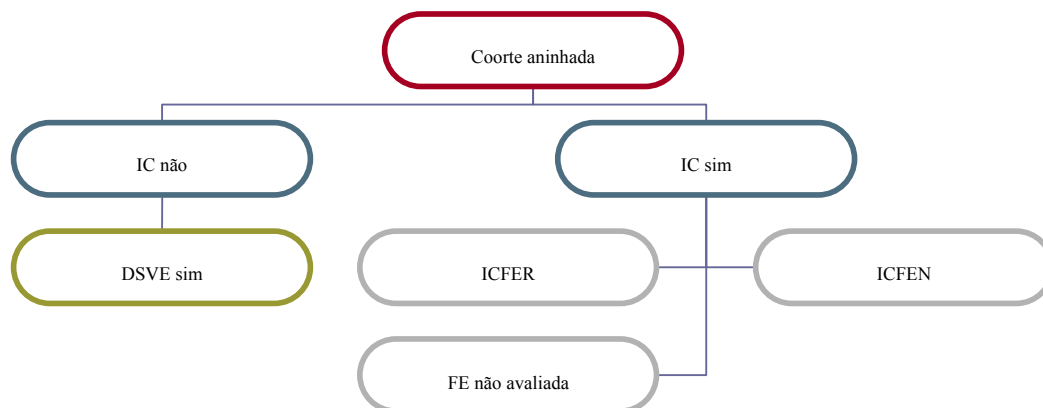 Coorte aninhada
IC não
IC sim
DSVE sim
ICFER
ICFEN
FE não avaliada